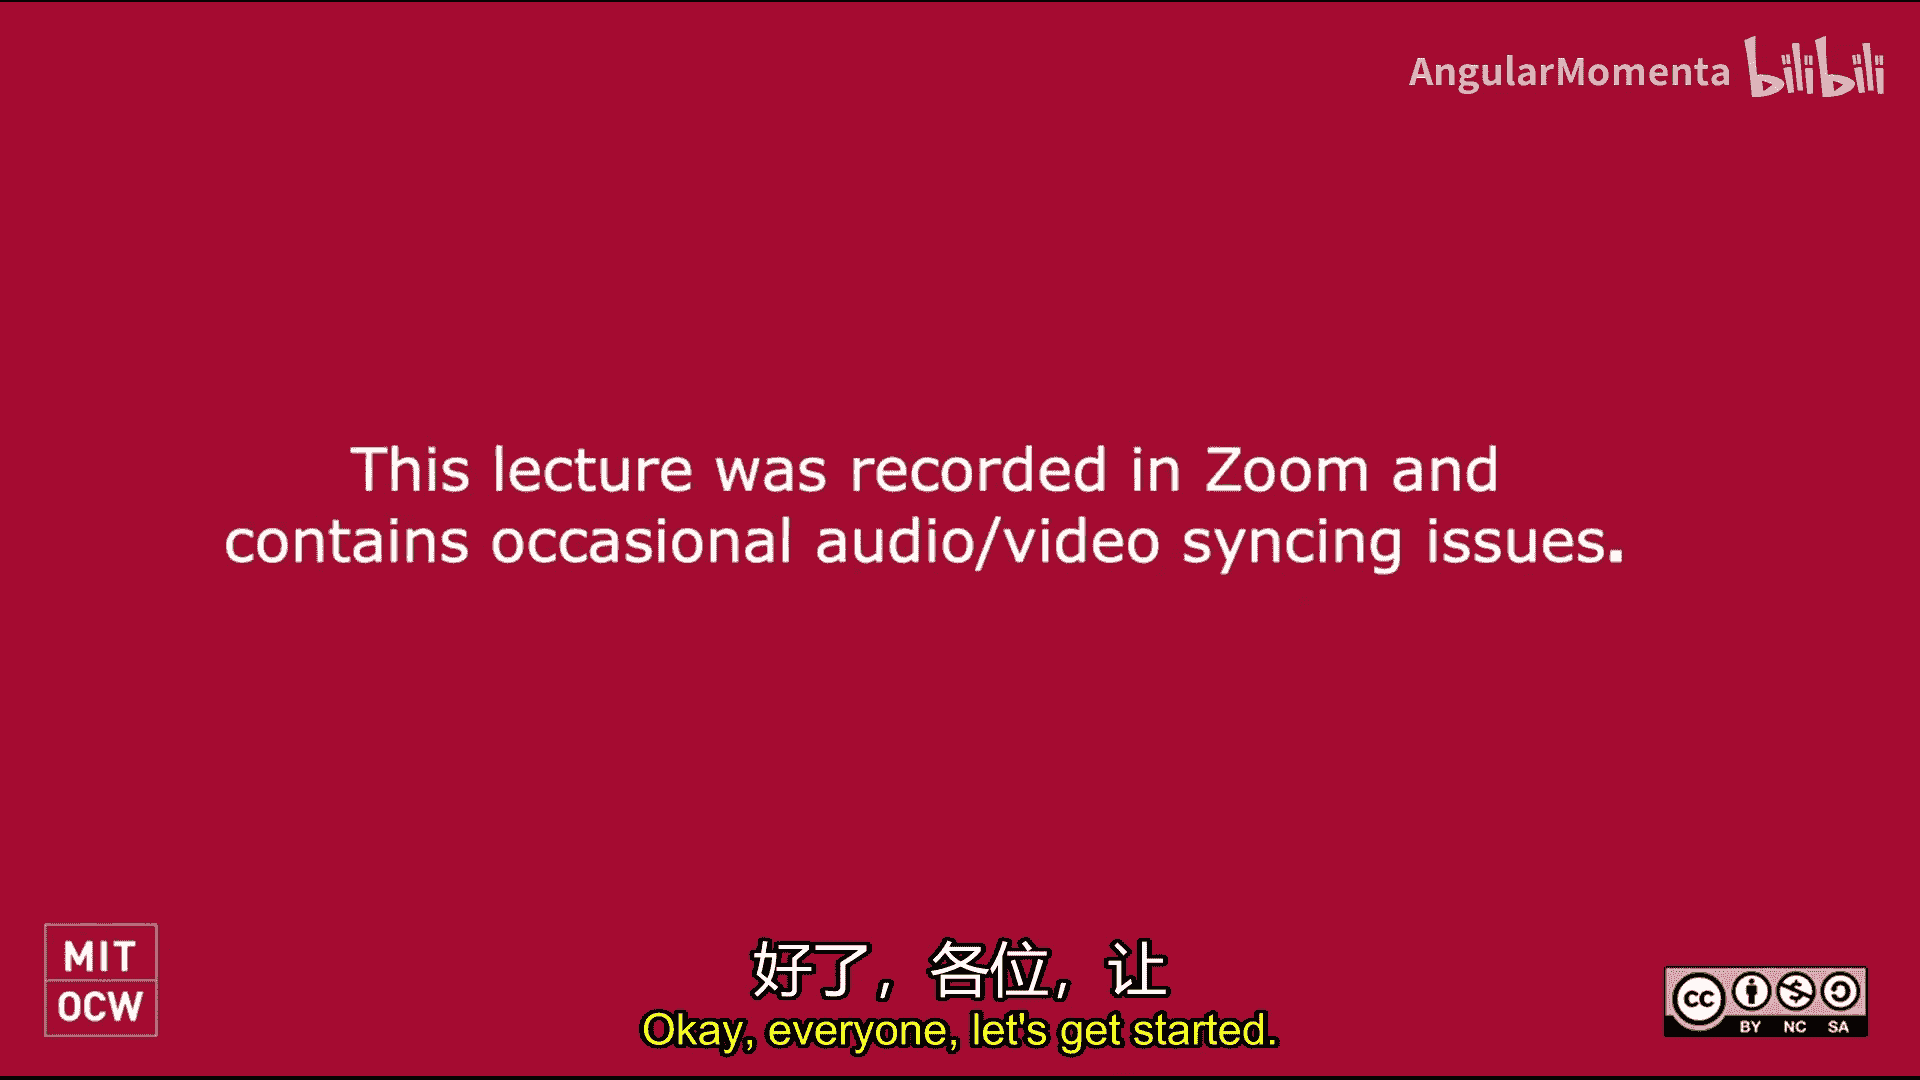 AngularMomenta bilibili
This lecture was recorded in Zoom and
contains occasional audio/video syncing issues.
MIT
OCW
好了，各位，让
Okay, everyone, let's get started.
cc
BY NC SA